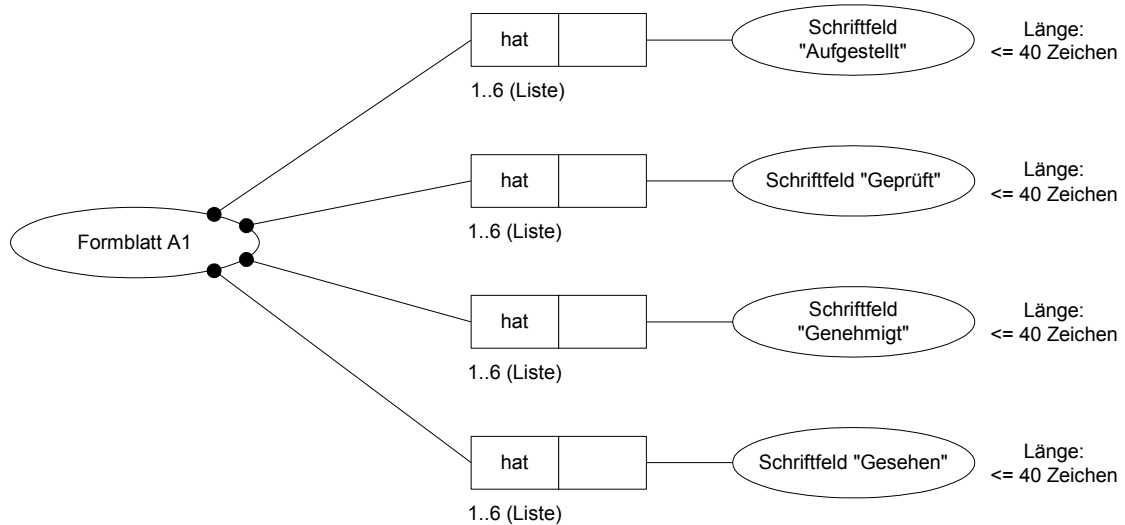 hat
Schriftfeld
"Aufgestellt"
Länge:
<= 40 Zeichen
1..6 (Liste)
hat
Schriftfeld "Geprüft"
Länge:
<= 40 Zeichen
1..6 (Liste)
Formblatt A1
hat
Schriftfeld
"Genehmigt"
Länge:
<= 40 Zeichen
1..6 (Liste)
hat
Schriftfeld "Gesehen"
Länge:
<= 40 Zeichen
1..6 (Liste)